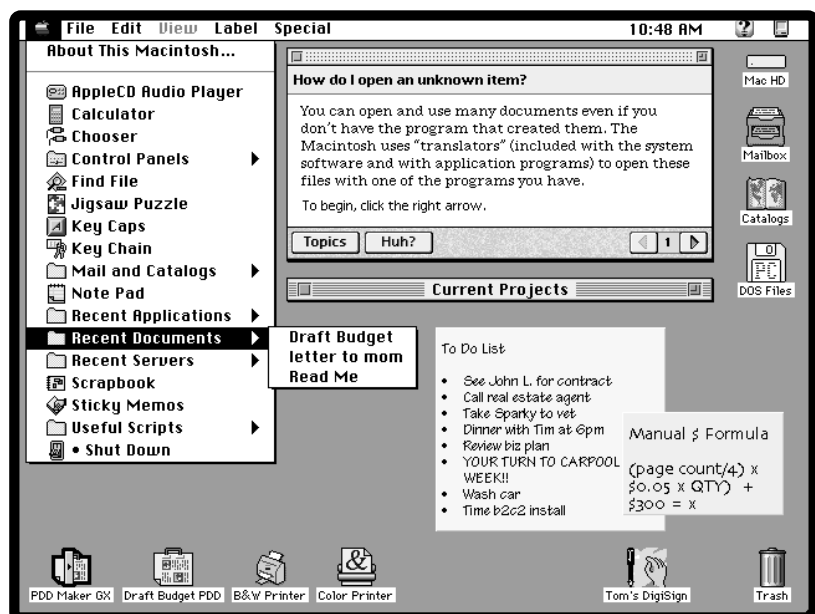 File Edit View Label Special 10:48 AM
About This Macintosh...
AppleCD Audio Player
Calculator
Chooser
Control Panels
Find File
Jigsaw Puzzle
Key Caps
Key Chain
Mail and Catalogs
Note Pad
Recent Applications
Recent Documents
Recent Servers
Scrapbook
Sticky Memos
Useful Scripts
• Shut Down
Draft Budget
letter to mom
Read Me
How do I open an unknown item?
You can open and use many documents even if you
don't have the program that created them. The
Macintosh uses “translators” (included with the system
software and with application programs) to open these
files with one of the programs you have.
To begin, click the right arrow.
Topics Huh? 1
Current Projects
To Do List
• See John L. for contract
• Call real estate agent
• Take Sparky to vet
• Dinner with Tim at 6pm
• Review biz plan
• YOUR TURN TO CARPOOL
WEEK!!
• Wash car
• Time b2c2 install
Manual $ Formula
(page count/4) x
$0.05 x QTY) +
$300 = x
Mac HD
Mailbox
Catalogs
PC
DOS Files
PDD Maker GX
Draft Budget PDD
B&W Printer
&
Color Printer
Tom's DigiSign
Trash